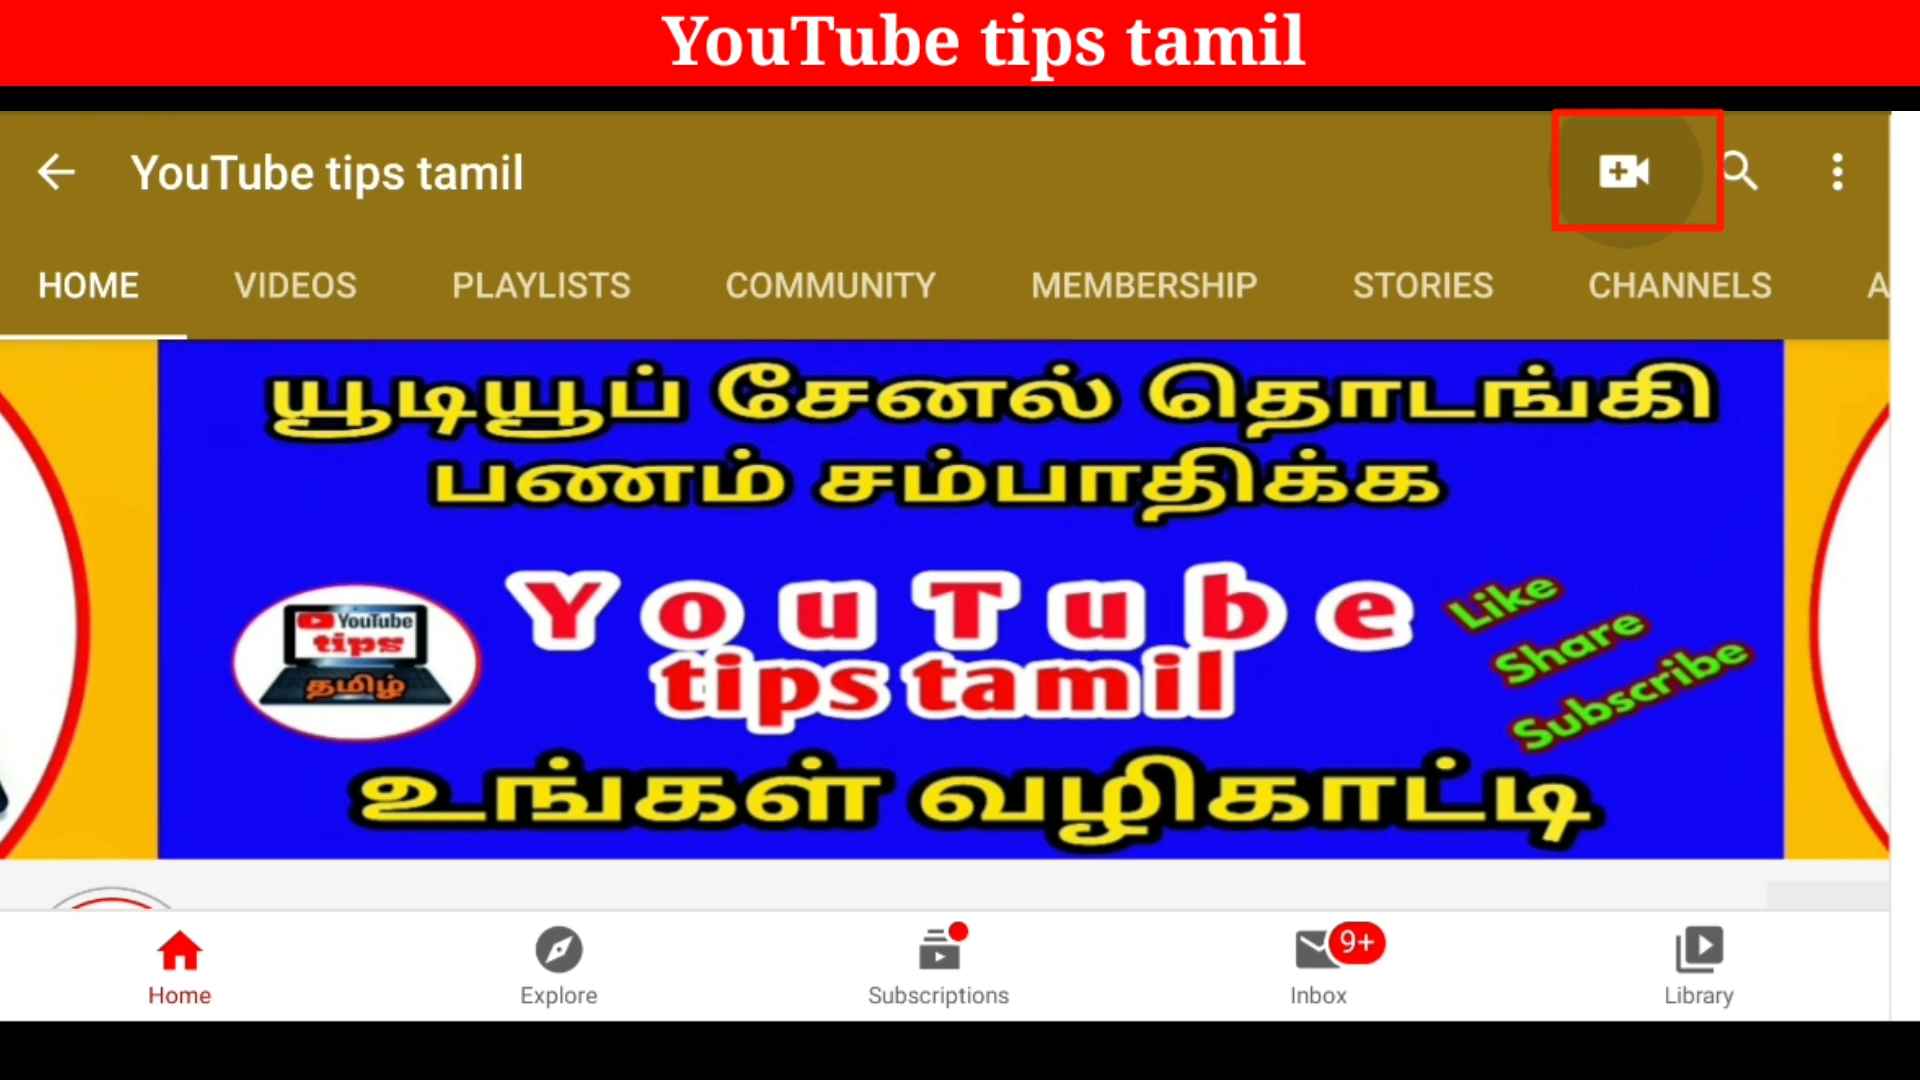 YouTube tips tamil
YouTube tips tamil
HOME VIDEOS PLAYLISTS COMMUNITY MEMBERSHIP STORIES CHANNELS A
யூடியூப் சேனல் தொடங்கி
பணம் சம்பாதிக்க
YouTube
tips tamil
YouTube
tips
தமிழ்
Like
Share
Subscribe
உங்கள் வழிகாட்டி
9+
Home Explore Subscriptions Inbox Library